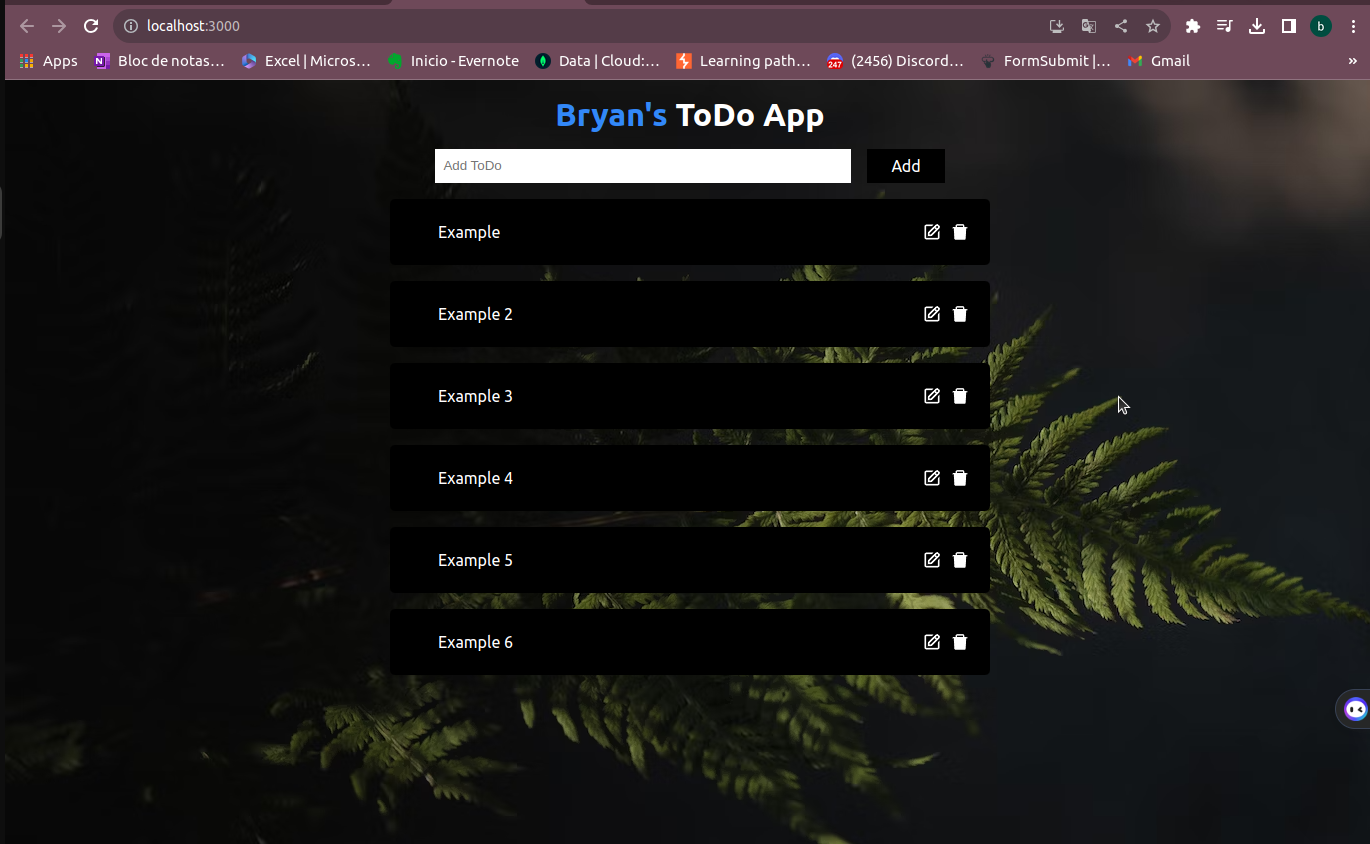 localhost:3000
b
Apps
N
Bloc de notas…
Excel | Micros…
Inicio - Evernote
Data | Cloud:…
Learning path…
247
(2456) Discord…
FormSubmit |…
Gmail
»
Bryan's ToDo App
Add ToDo
Add
Example
Example 2
Example 3
Example 4
Example 5
Example 6